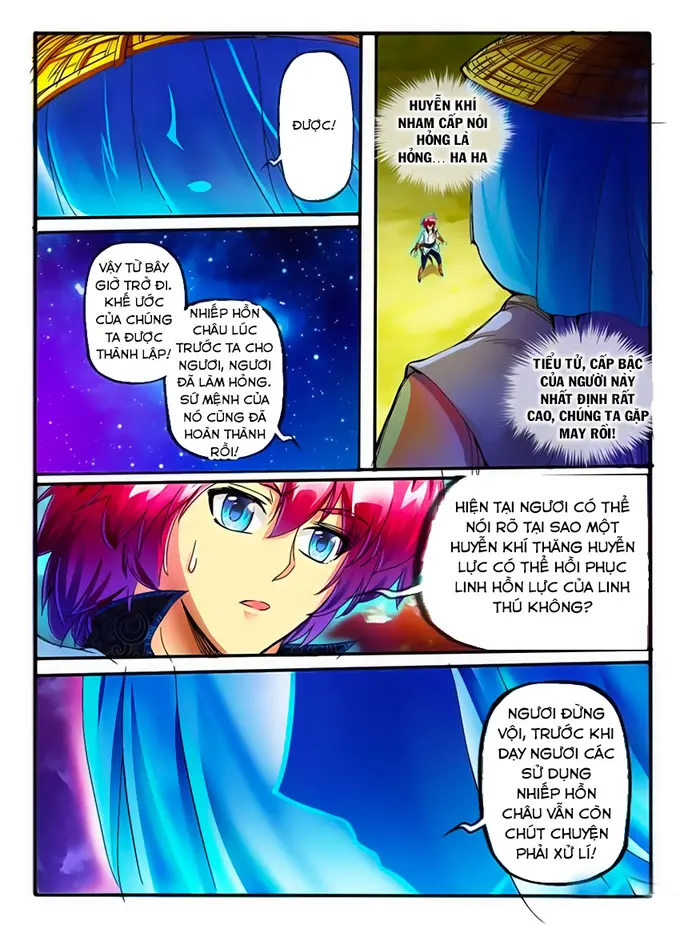 ĐƯỢC!
HUYỄN KHÍ
NHAM CẤP NÓI
HỎNG LÀ
HỎNG... HA HA
VẬY TỪ BÂY
GIỜ TRỞ ĐI.
KHẾ ƯỚC
CỦA CHÚNG
TA ĐƯỢC
THÀNH LẬP!
NHIẾP HỒN
CHÂU LÚC
TRƯỚC TA CHO
NGƯƠI, NGƯƠI
ĐÃ LÀM HỎNG.
SỨ MỆNH CỦA
NÓ CŨNG ĐÃ
HOÀN THÀNH
RỒI!
TIỂU TỬ, CẤP BẬC
CỦA NGƯỜI NÀY
NHẤT ĐỊNH RẤT
CAO, CHÚNG TA GẶP
MAY RỒI!
HIỆN TẠI NGƯƠI CÓ THỂ
NÓI RÕ TẠI SAO MỘT
HUYỄN KHÍ THĂNG HUYỄN
LỰC CÓ THỂ HỒI PHỤC
LINH HỒN LỰC CỦA LINH
THÚ KHÔNG?
NGƯƠI ĐỪNG
VỘI, TRƯỚC KHI
DẠY NGƯƠI CÁC
SỬ DỤNG
NHIẾP HỒN
CHÂU VẪN CÒN
CHÚT CHUYỆN
PHẢI XỬ LÍ!